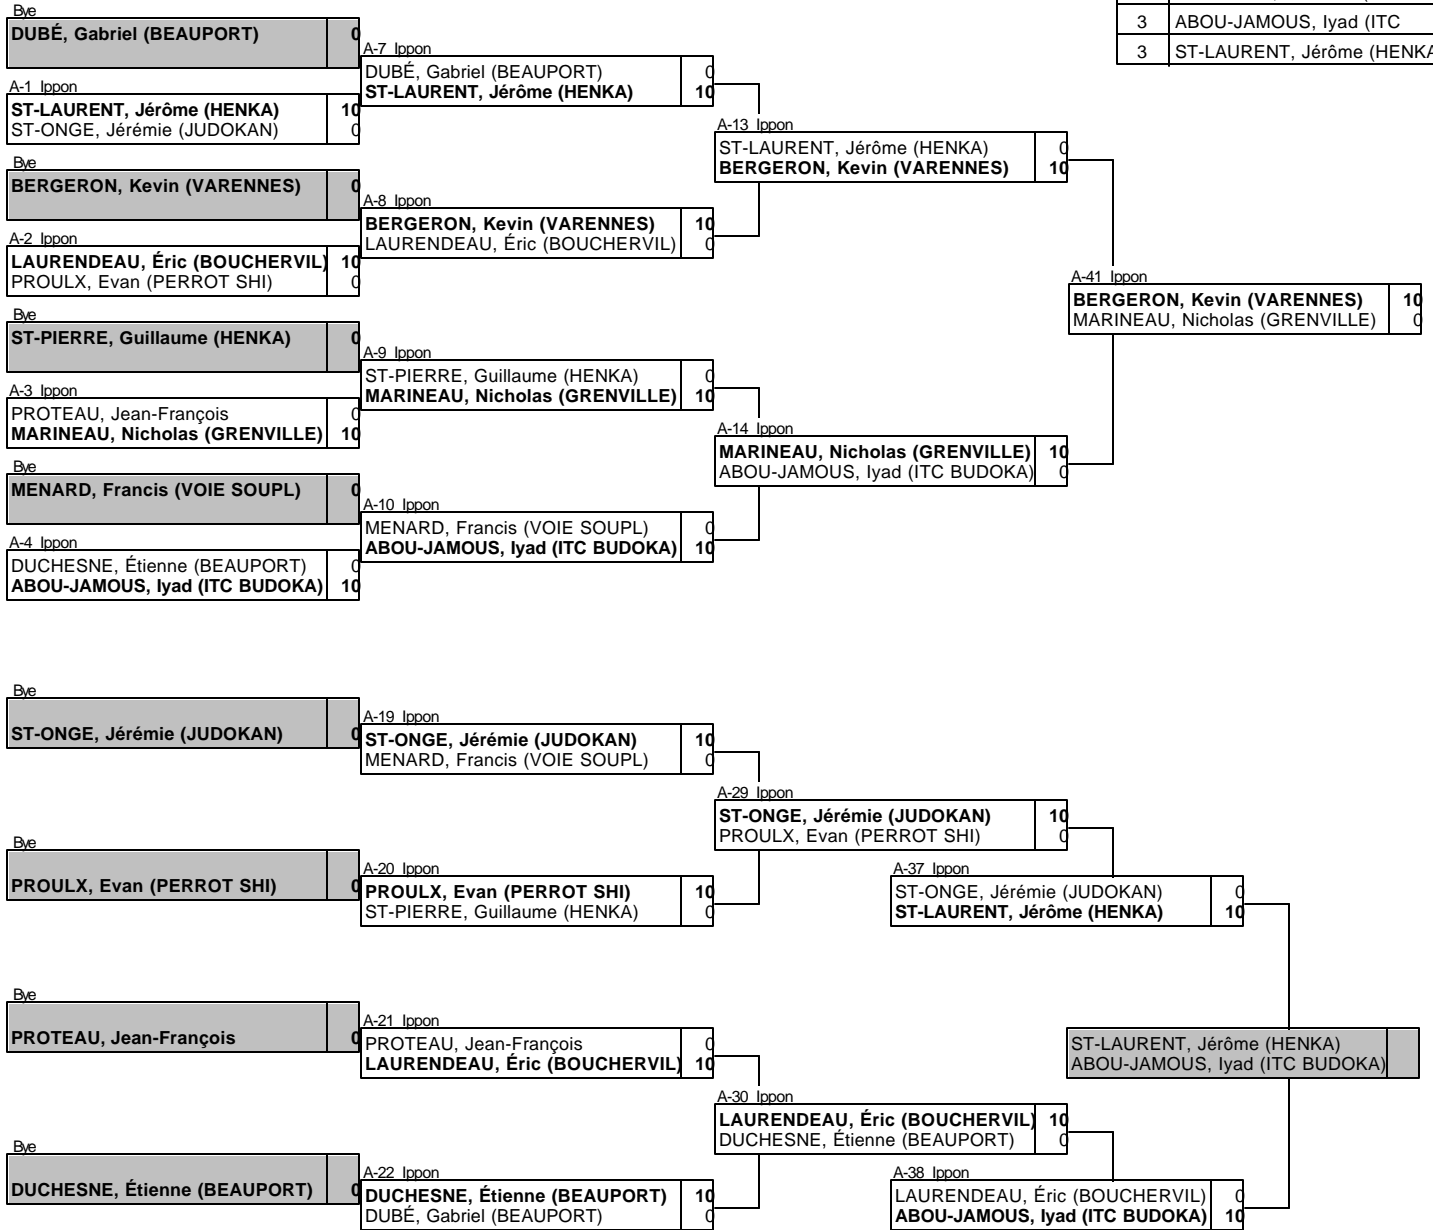 3 ABOU-JAMOUS, Iyad (ITC
3 ST-LAURENT, Jérôme (HENKA
Bye
DUBÉ, Gabriel (BEAUPORT) 0
A-1 Ippon
ST-LAURENT, Jérôme (HENKA) 10
ST-ONGE, Jérémie (JUDOKAN) 0
Bye
BERGERON, Kevin (VARENNES) 0
A-2 Ippon
LAURENDEAU, Éric (BOUCHERVIL) 10
PROULX, Evan (PERROT SHI) 0
Bye
ST-PIERRE, Guillaume (HENKA) 0
A-3 Ippon
PROTEAU, Jean-François 0
MARINEAU, Nicholas (GRENVILLE) 10
Bye
MENARD, Francis (VOIE SOUPL) 0
A-4 Ippon
DUCHESNE, Étienne (BEAUPORT) 0
ABOU-JAMOUS, Iyad (ITC BUDOKA) 10
A-7 Ippon
DUBÉ, Gabriel (BEAUPORT) 0
ST-LAURENT, Jérôme (HENKA) 10
A-8 Ippon
BERGERON, Kevin (VARENNES) 10
LAURENDEAU, Éric (BOUCHERVIL) 0
A-9 Ippon
ST-PIERRE, Guillaume (HENKA) 0
MARINEAU, Nicholas (GRENVILLE) 10
A-10 Ippon
MENARD, Francis (VOIE SOUPL) 0
ABOU-JAMOUS, Iyad (ITC BUDOKA) 10
A-13 Ippon
ST-LAURENT, Jérôme (HENKA) 0
BERGERON, Kevin (VARENNES) 10
A-14 Ippon
MARINEAU, Nicholas (GRENVILLE) 10
ABOU-JAMOUS, Iyad (ITC BUDOKA) 0
A-41 Ippon
BERGERON, Kevin (VARENNES) 10
MARINEAU, Nicholas (GRENVILLE) 0
Bye
ST-ONGE, Jérémie (JUDOKAN) 0
Bye
PROULX, Evan (PERROT SHI) 0
Bye
PROTEAU, Jean-François 0
Bye
DUCHESNE, Étienne (BEAUPORT) 0
A-19 Ippon
ST-ONGE, Jérémie (JUDOKAN) 10
MENARD, Francis (VOIE SOUPL) 0
A-20 Ippon
PROULX, Evan (PERROT SHI) 10
ST-PIERRE, Guillaume (HENKA) 0
A-21 Ippon
PROTEAU, Jean-François 0
LAURENDEAU, Éric (BOUCHERVIL) 10
A-22 Ippon
DUCHESNE, Étienne (BEAUPORT) 10
DUBÉ, Gabriel (BEAUPORT) 0
A-29 Ippon
ST-ONGE, Jérémie (JUDOKAN) 10
PROULX, Evan (PERROT SHI) 0
A-30 Ippon
LAURENDEAU, Éric (BOUCHERVIL) 10
DUCHESNE, Étienne (BEAUPORT) 0
A-37 Ippon
ST-ONGE, Jérémie (JUDOKAN) 0
ST-LAURENT, Jérôme (HENKA) 10
A-38 Ippon
LAURENDEAU, Éric (BOUCHERVIL) 0
ABOU-JAMOUS, Iyad (ITC BUDOKA) 10
ST-LAURENT, Jérôme (HENKA)
ABOU-JAMOUS, Iyad (ITC BUDOKA)